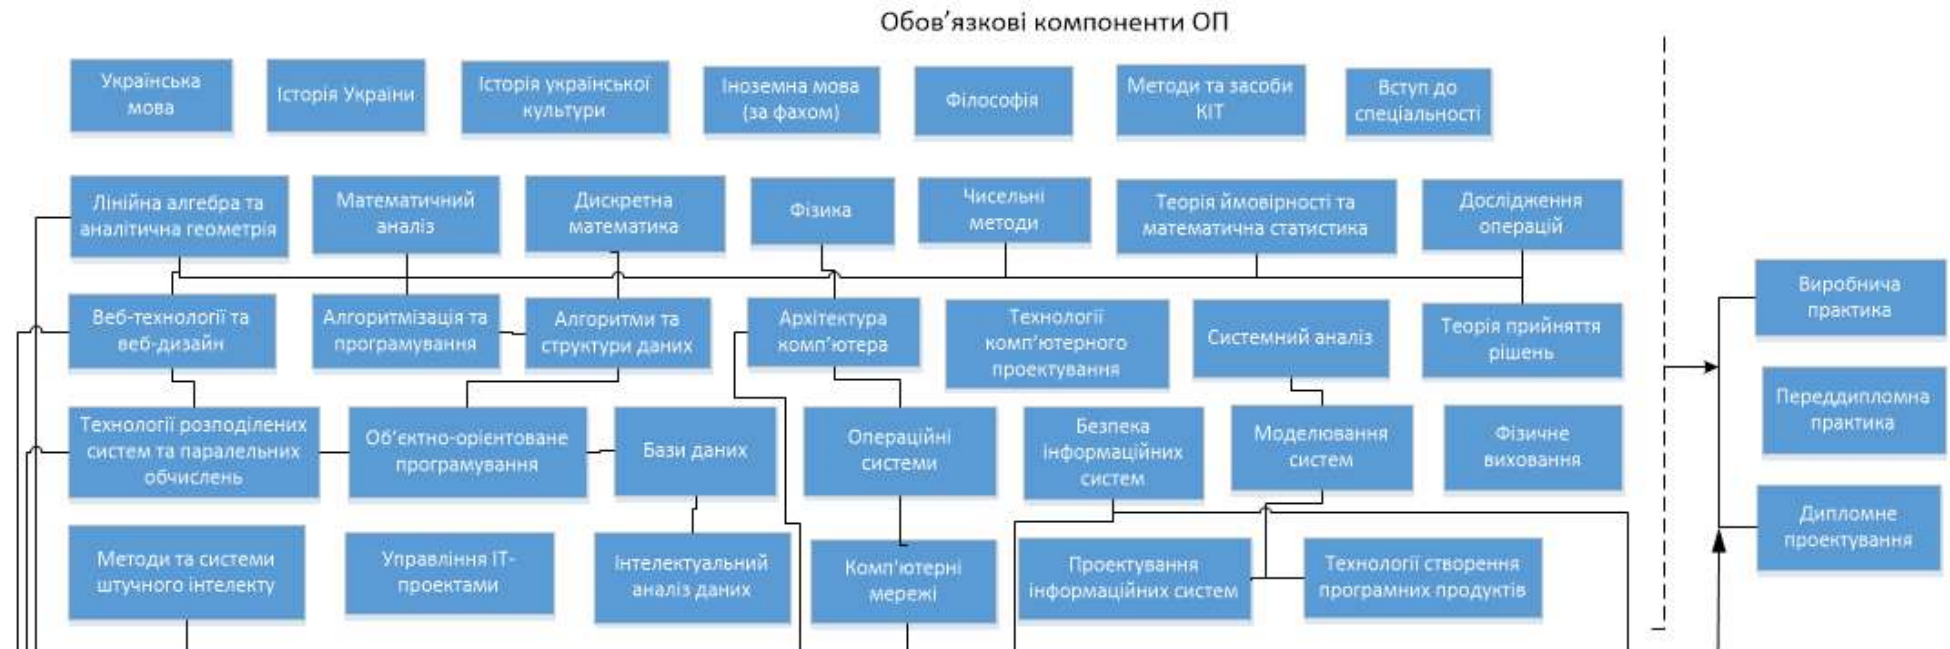 Обов’язкові компоненти ОП
Українська
мова
Історія України
Історія української
культури
Іноземна мова
(за фахом)
Філософія
Методи та засоби
КІТ
Вступ до
спеціальності
Лінійна алгебра та
аналітична геометрія
Математичний
аналіз
Дискретна
математика
Фізика
Чисельні
методи
Теорія ймовірності та
математична статистика
Дослідження
операцій
Веб-технології та
веб-дизайн
Алгоритмізація та
програмування
Алгоритми та
структури даних
Архітектура
комп’ютера
Технології
комп’ютерного
проектування
Системний аналіз
Теорія прийняття
рішень
Виробнича
практика
Технології розподілених
систем та паралельних
обчислень
Об’єктно-орієнтоване
програмування
Бази даних
Операційні
системи
Безпека
інформаційних
систем
Моделювання
систем
Фізичне
виховання
Переддипломна
практика
Методи та системи
штучного інтелекту
Управління ІТ-
проектами
Інтелектуальний
аналіз даних
Комп’ютерні
мережі
Проектування
інформаційних систем
Технології створення
програмних продуктів
Дипломне
проектування